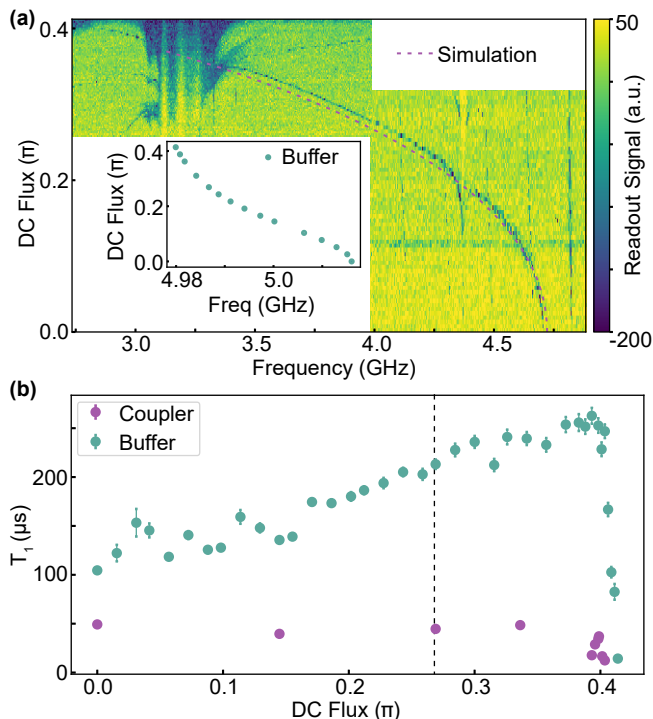 (a)
50
Simulation
0.4
DC Flux (π)
0.2
0.0
Buffer
0.4
DC Flux (π)
0.2
0.0
4.98
5.0
Freq (GHz)
3.0
3.5
4.0
4.5
Frequency (GHz)
Readout Signal (a.u.)
-200
(b)
Coupler
Buffer
200
T₁ (μs)
100
0
0.0
0.1
0.2
0.3
0.4
DC Flux (π)